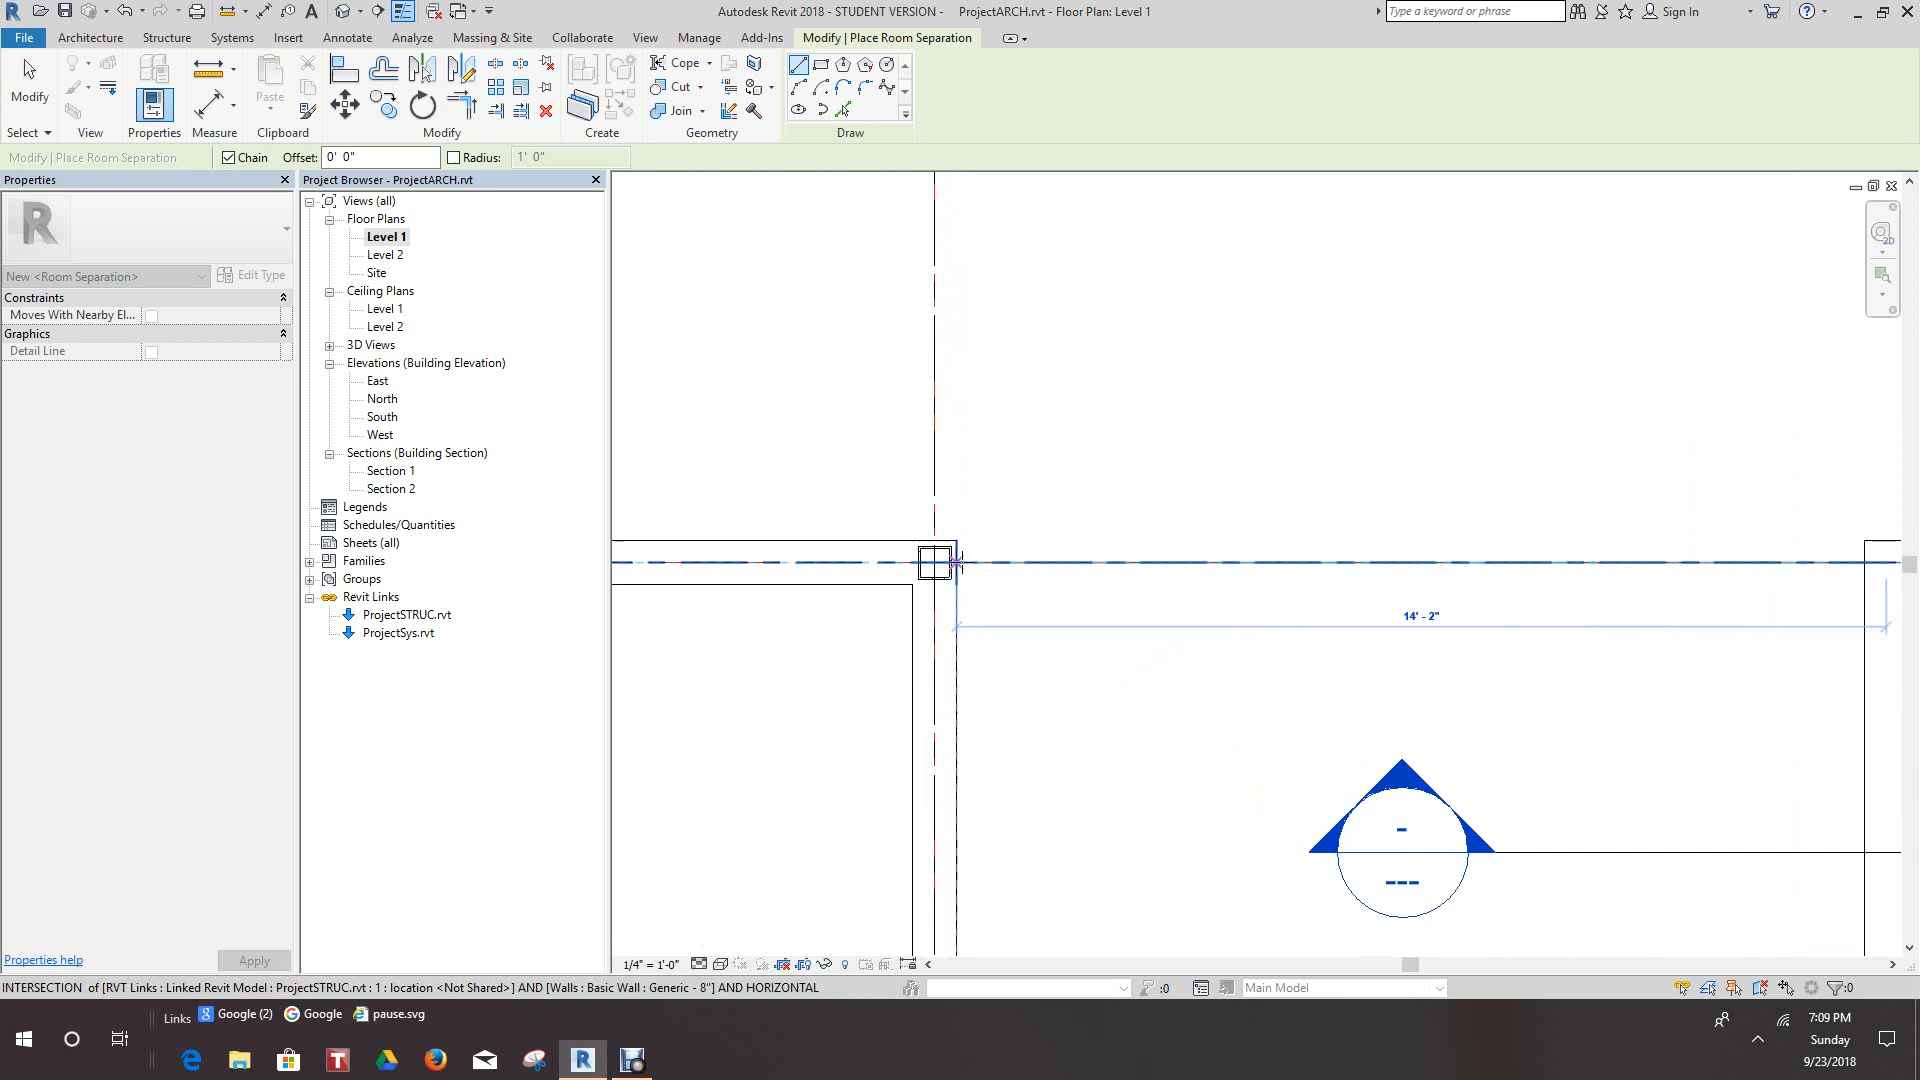 Autodesk Revit 2018 - STUDENT VERSION - ProjectARCH.rvt - Floor Plan: Level 1
Type a keyword or phrase
Sign In
File Architecture Structure Systems Insert Annotate Analyze Massing & Site Collaborate View Manage Add-Ins Modify | Place Room Separation
Modify
Paste
Cope
Cut
Join
Select View Properties Measure Clipboard Modify Create Geometry Draw
Modify | Place Room Separation Chain Offset: 0' 0" Radius: 1' 0"
Properties
New <Room Separation> Edit Type
Constraints
Moves With Nearby El...
Graphics
Detail Line
Properties help Apply
Project Browser - ProjectARCH.rvt
Views (all)
Floor Plans
Level 1
Level 2
Site
Ceiling Plans
Level 1
Level 2
3D Views
Elevations (Building Elevation)
East
North
South
West
Sections (Building Section)
Section 1
Section 2
Legends
Schedules/Quantities
Sheets (all)
Families
Groups
Revit Links
ProjectSTRUC.rvt
ProjectSys.rvt
2D
14' - 2"
-
---
1/4" = 1'-0"
INTERSECTION of [RVT Links : Linked Revit Model : ProjectSTRUC.rvt : 1 : location <Not Shared>] AND [Walls : Basic Wall : Generic - 8"] AND HORIZONTAL
:0 Main Model :0
Links Google (2) Google pause.svg
7:09 PM
Sunday
9/23/2018